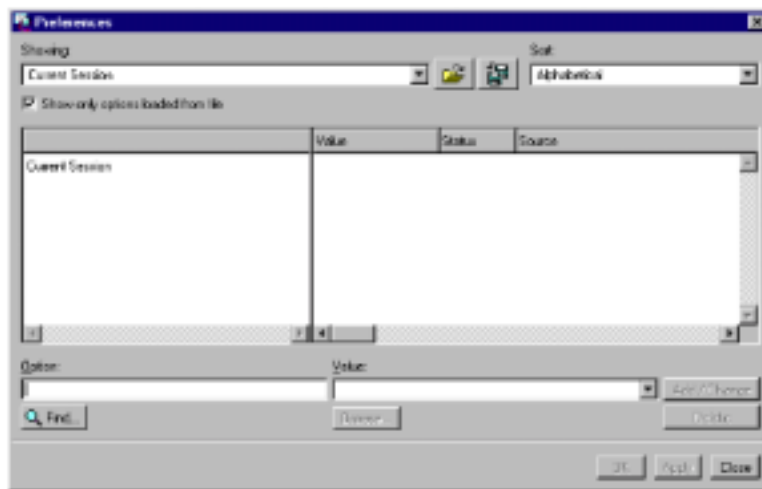 Preferences
Showing:
Sort:
Current Session
Alphabetical
Show only options loaded from file
Value
Status
Source
Current Session
Option:
Value:
Add / Change
Find...
Browse...
Delete
OK
Apply
Close